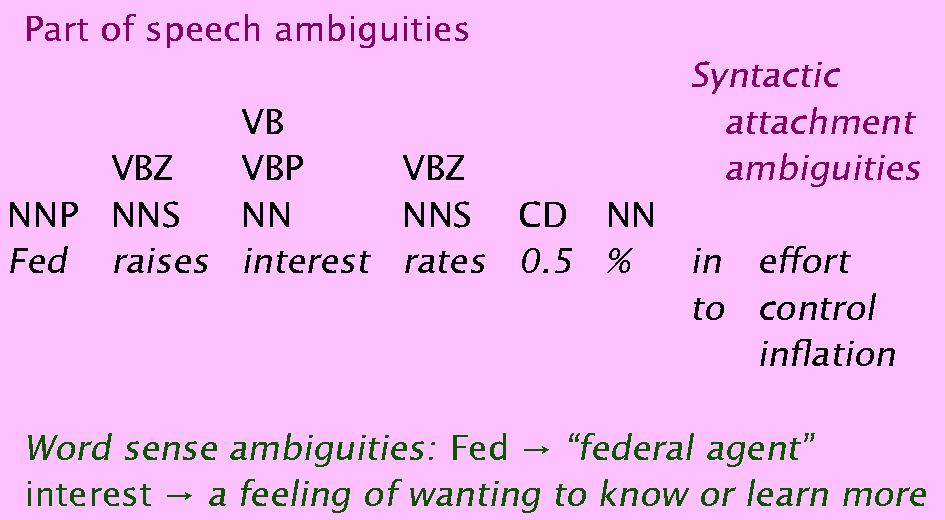 Part of speech ambiguities
Syntactic
attachment
ambiguities
VB
VBZ VBP VBZ
NNP NNS NN NNS CD NN
Fed raises interest rates 0.5 % in effort
to control
inflation
Word sense ambiguities: Fed → “federal agent”
interest → a feeling of wanting to know or learn more